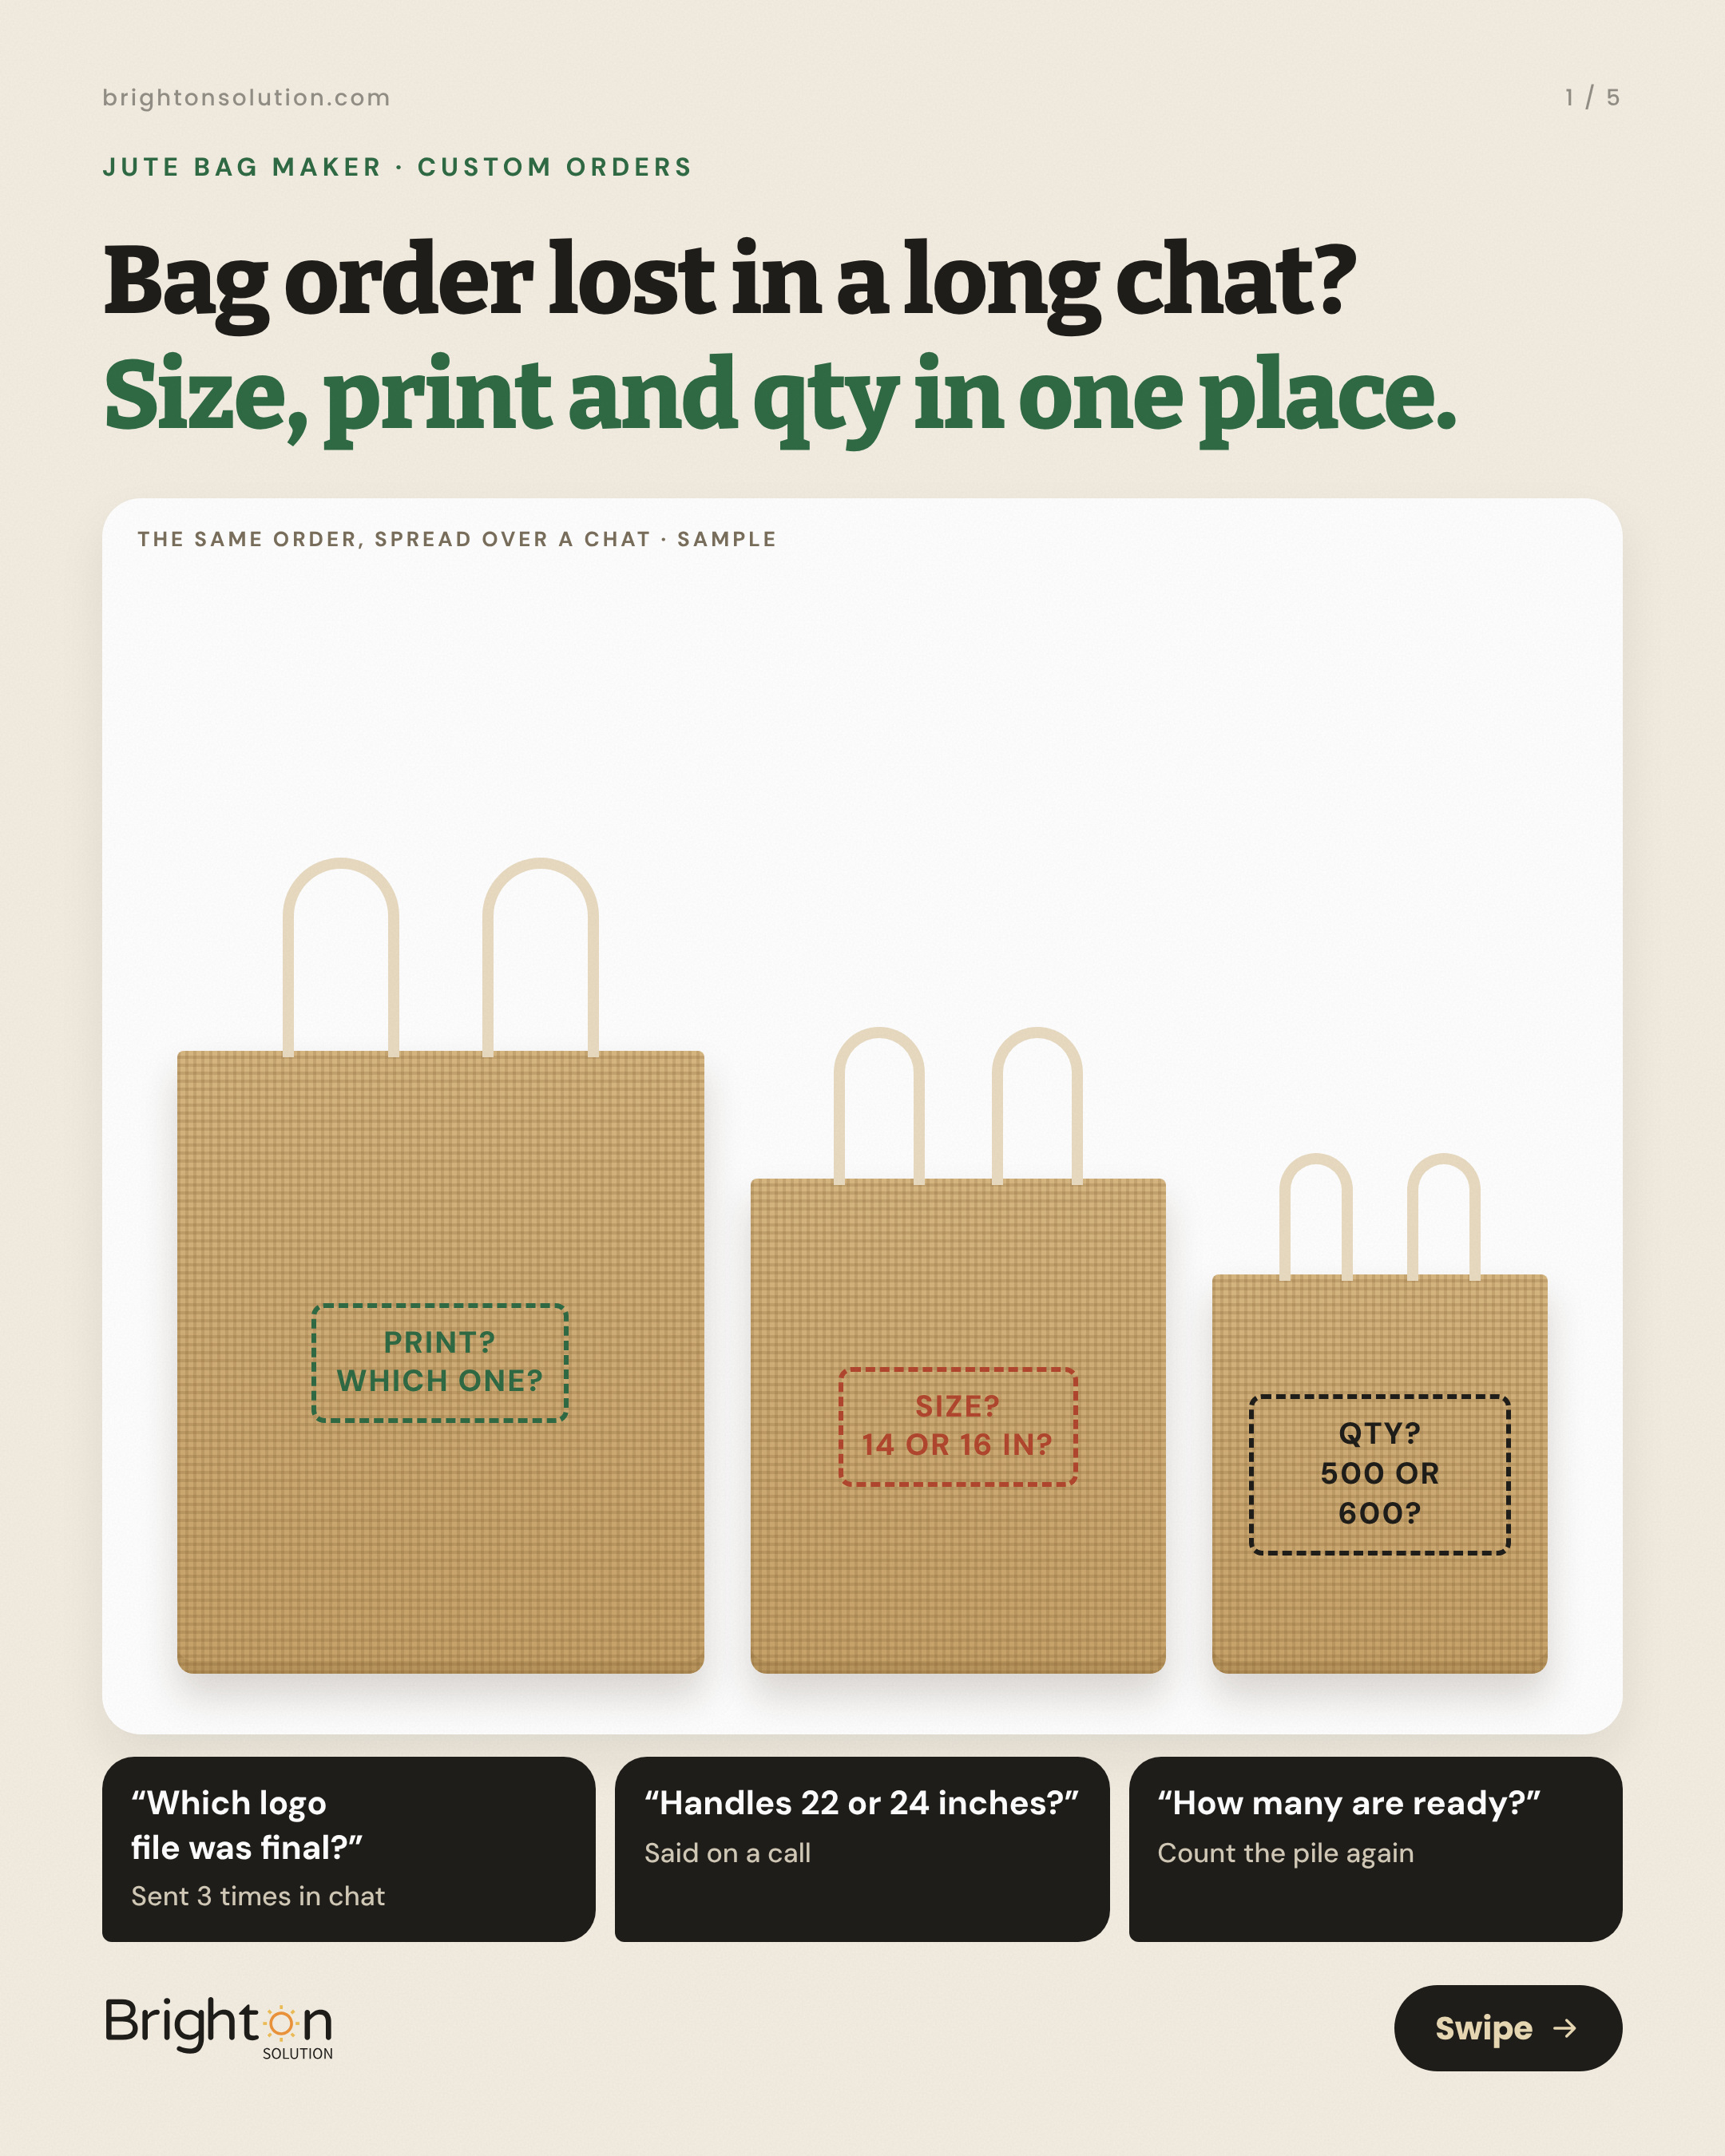 brightonsolution.com
1 / 5
JUTE BAG MAKER · CUSTOM ORDERS
Bag order lost in a long chat?
Size, print and qty in one place.
THE SAME ORDER, SPREAD OVER A CHAT · SAMPLE
PRINT?
WHICH ONE?
SIZE?
14 OR 16 IN?
QTY?
500 OR
600?
“Which logo
file was final?”
Sent 3 times in chat
“Handles 22 or 24 inches?”
Said on a call
“How many are ready?”
Count the pile again
Brighton
SOLUTION
Swipe →